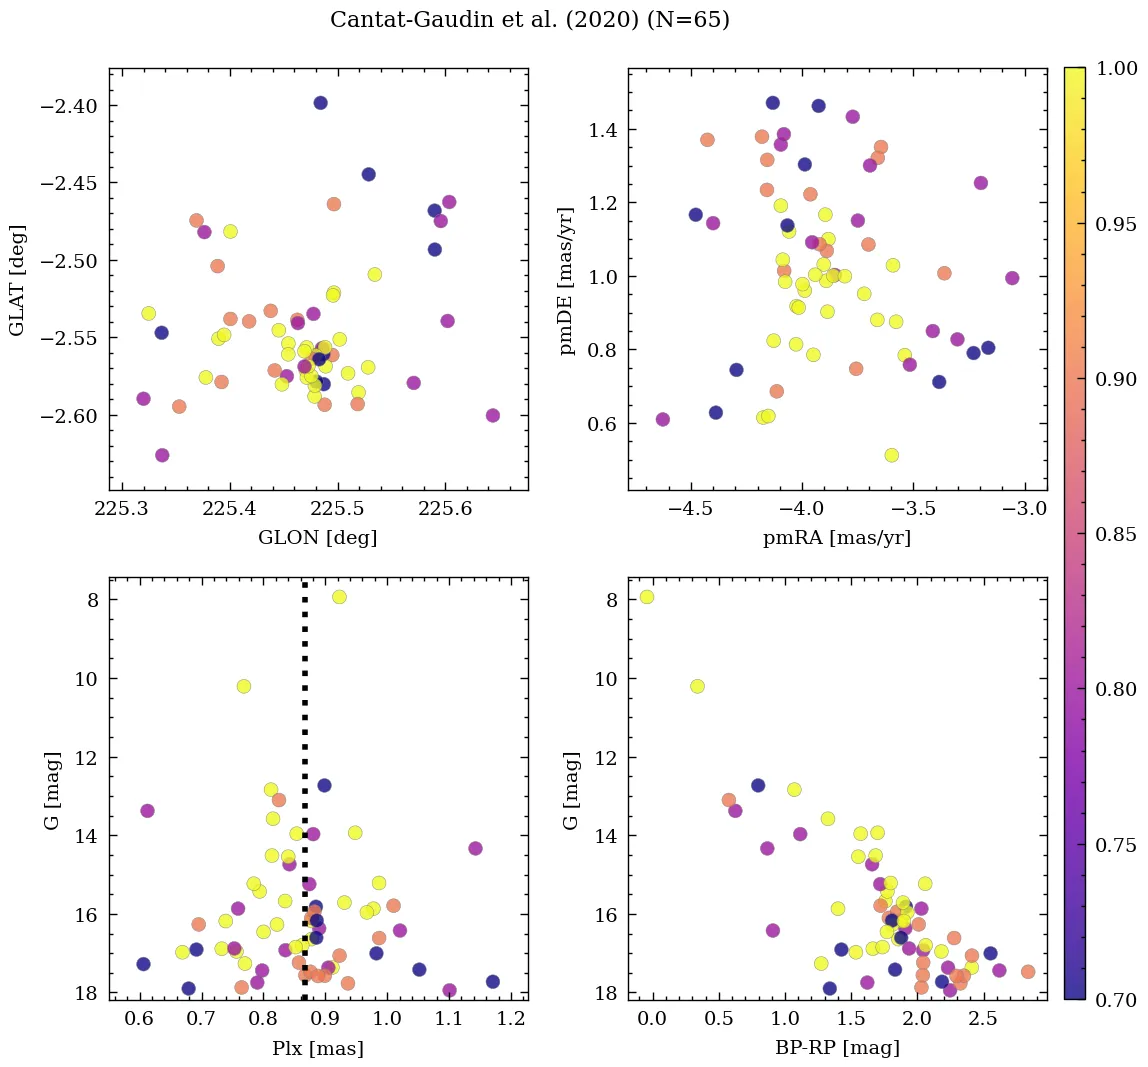 Cantat-Gaudin et al. (2020) (N=65)
−2.40
−2.45
−2.50
−2.55
−2.60
GLAT [deg]
225.3 225.4 225.5 225.6
GLON [deg]
1.4
1.2
1.0
0.8
0.6
pmDE [mas/yr]
−4.5 −4.0 −3.5 −3.0
pmRA [mas/yr]
8
10
12
14
16
18
G [mag]
0.6 0.7 0.8 0.9 1.0 1.1 1.2
Plx [mas]
8
10
12
14
16
18
G [mag]
0.0 0.5 1.0 1.5 2.0 2.5
BP-RP [mag]
1.00
0.95
0.90
0.85
0.80
0.75
0.70